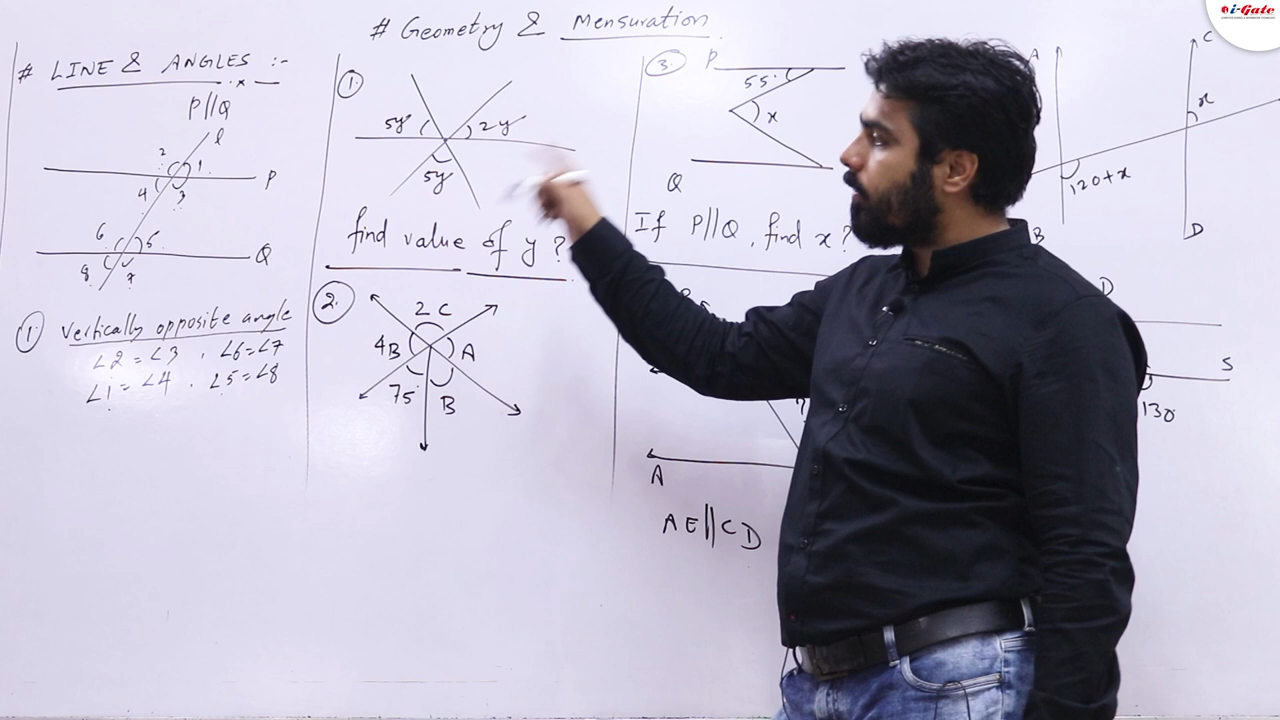 # Geometry & Mensuration
i-Gate
# LINE & ANGLES :-
P||Q
l
2 1
4 3
P
6 5
8 7
Q
① Vertically opposite angle
∠2 = ∠3 , ∠6 = ∠7
∠1 = ∠4 , ∠5 = ∠8
①.
5y 2y
5y
find value of y ?
②.
2C
4B A
75° B
③. P
55°
x
Q
If P||Q, find x ?
A
AE||CD
A C
x
120+x
B D
D
S
130